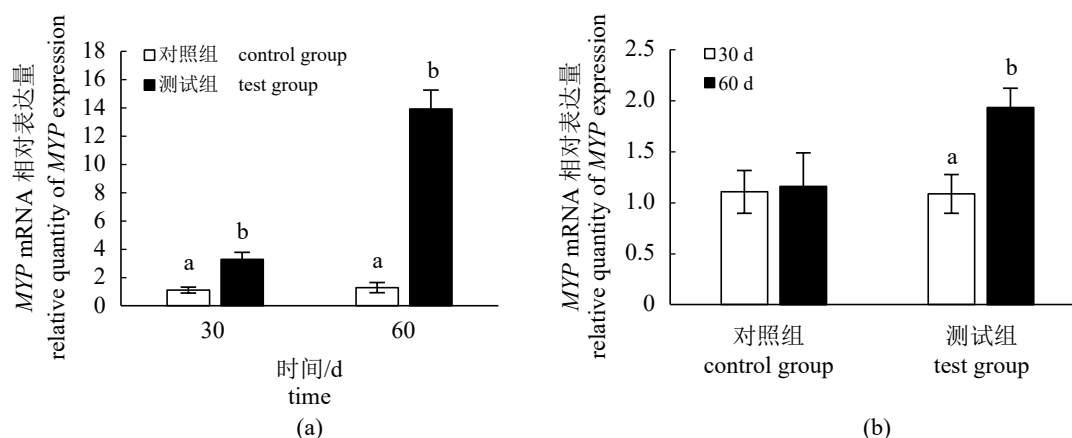 MYP mRNA 相对表达量
relative quantity of MYP expression
18
16
14
12
10
8
6
4
2
0
对照组 control group
测试组 test group
a
b
a
b
30
60
时间/d
time
(a)
MYP mRNA 相对表达量
relative quantity of MYP expression
2.5
2.0
1.5
1.0
0.5
0
30 d
60 d
a
b
对照组
control group
测试组
test group
(b)